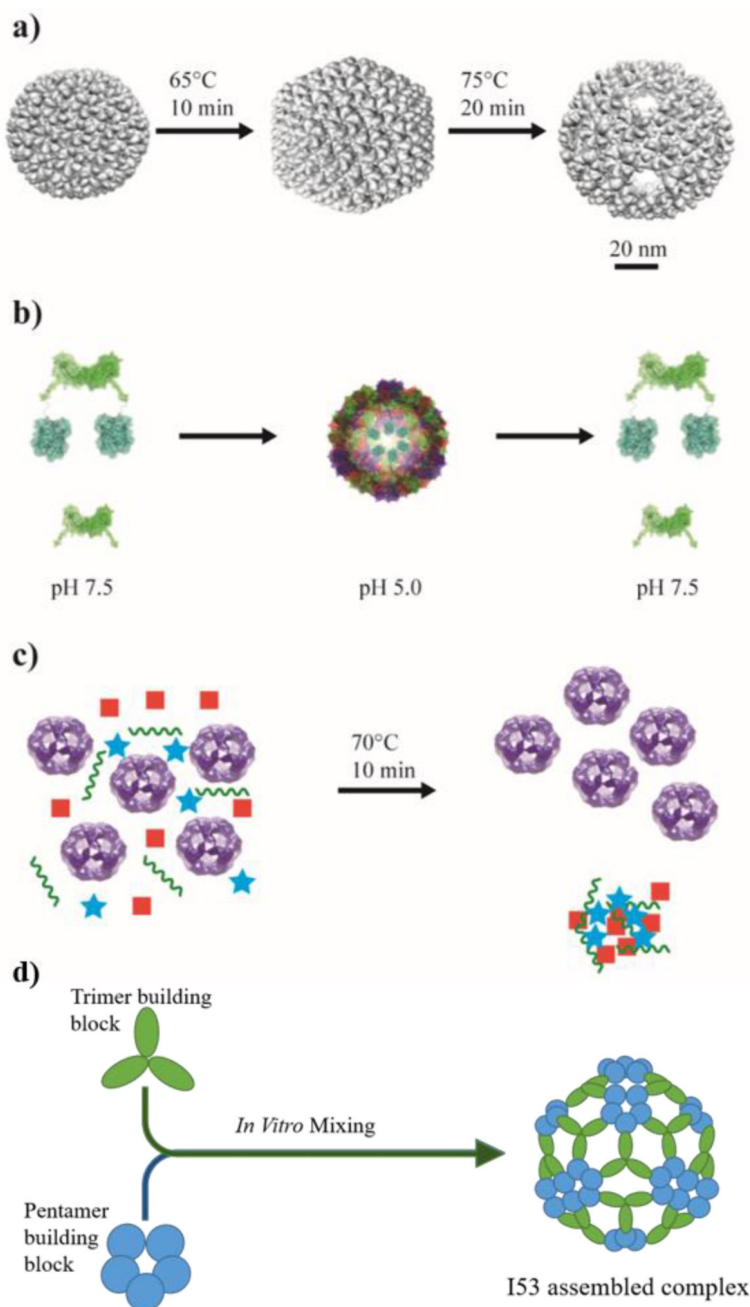 a)
65°C
10 min
75°C
20 min
20 nm
b)
pH 7.5
pH 5.0
pH 7.5
c)
70°C
10 min
d)
Trimer building
block
In Vitro Mixing
Pentamer
building
block
I53 assembled complex